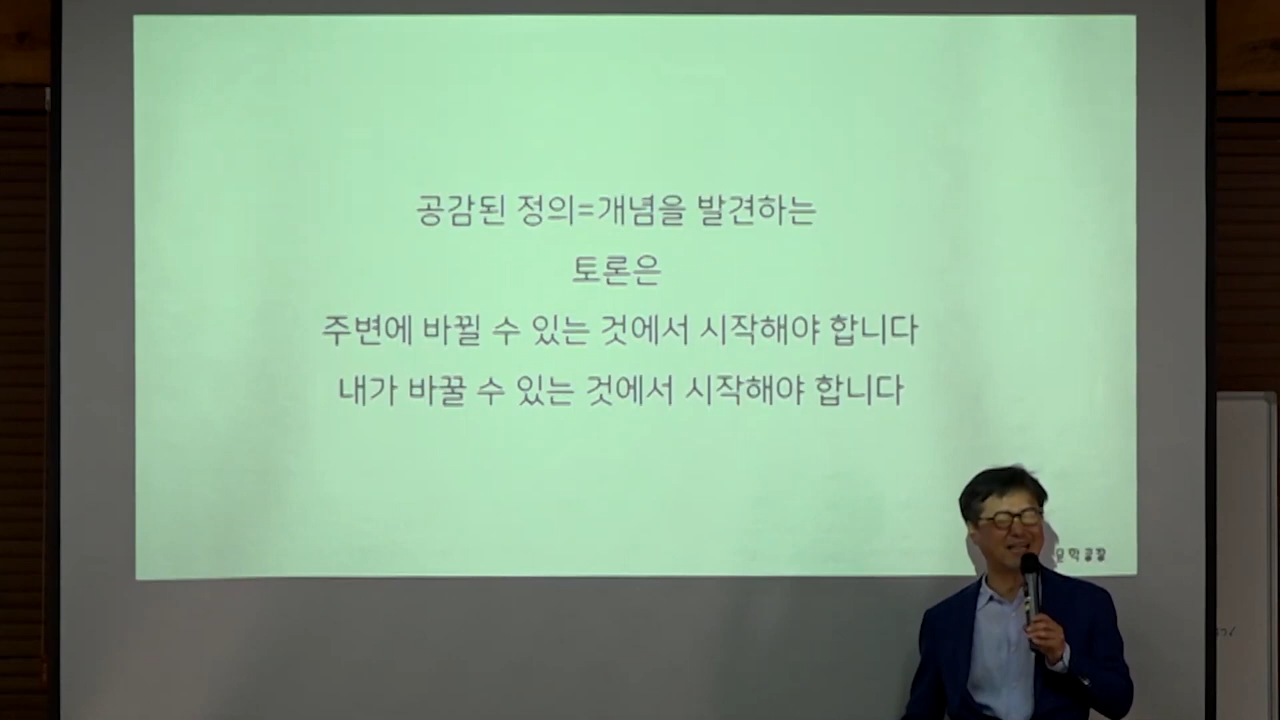 공감된 정의=개념을 발견하는
토론은
주변에 바뀔 수 있는 것에서 시작해야 합니다
내가 바꿀 수 있는 것에서 시작해야 합니다